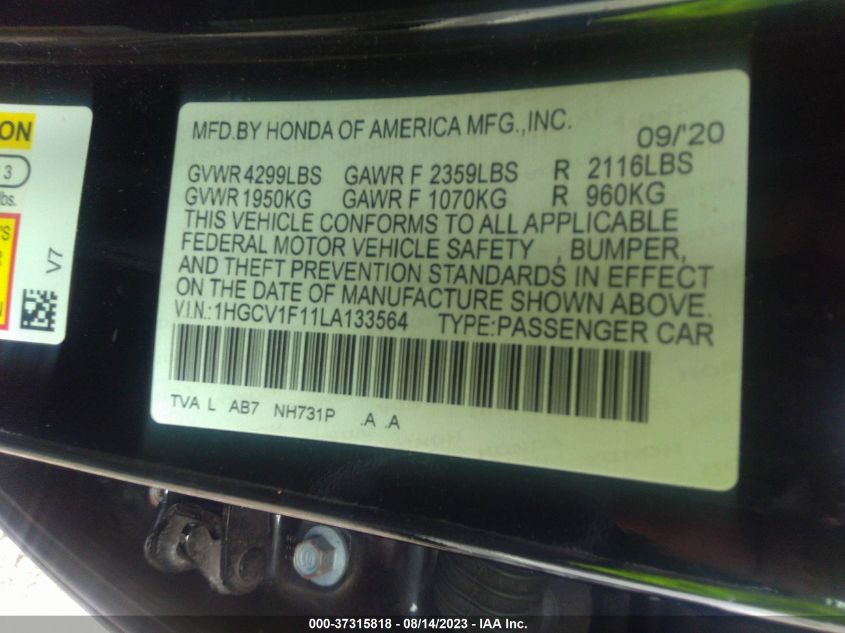 ON
3
lbs.
'S
R
N
V7
MFD.BY HONDA OF AMERICA MFG.,INC. 09/'20
GVWR 4299LBS GAWR F 2359LBS R 2116LBS
GVWR 1950KG GAWR F 1070KG R 960KG
THIS VEHICLE CONFORMS TO ALL APPLICABLE
FEDERAL MOTOR VEHICLE SAFETY , BUMPER,
AND THEFT PREVENTION STANDARDS IN EFFECT
ON THE DATE OF MANUFACTURE SHOWN ABOVE.
V.I.N.:1HGCV1F11LA133564 TYPE:PASSENGER CAR
TVA L AB7 NH731P .A .A
000-37315818 - 08/14/2023 - IAA Inc.